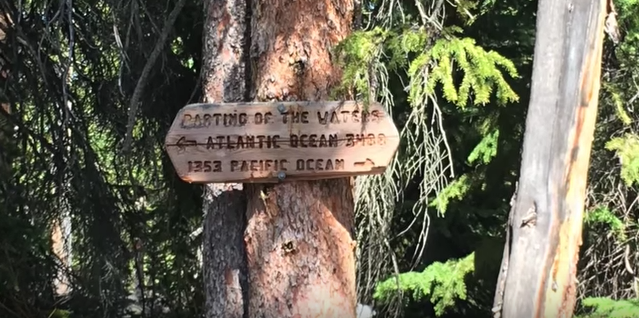 PARTING OF THE WATERS
← ATLANTIC OCEAN 3488
1353 PACIFIC OCEAN →